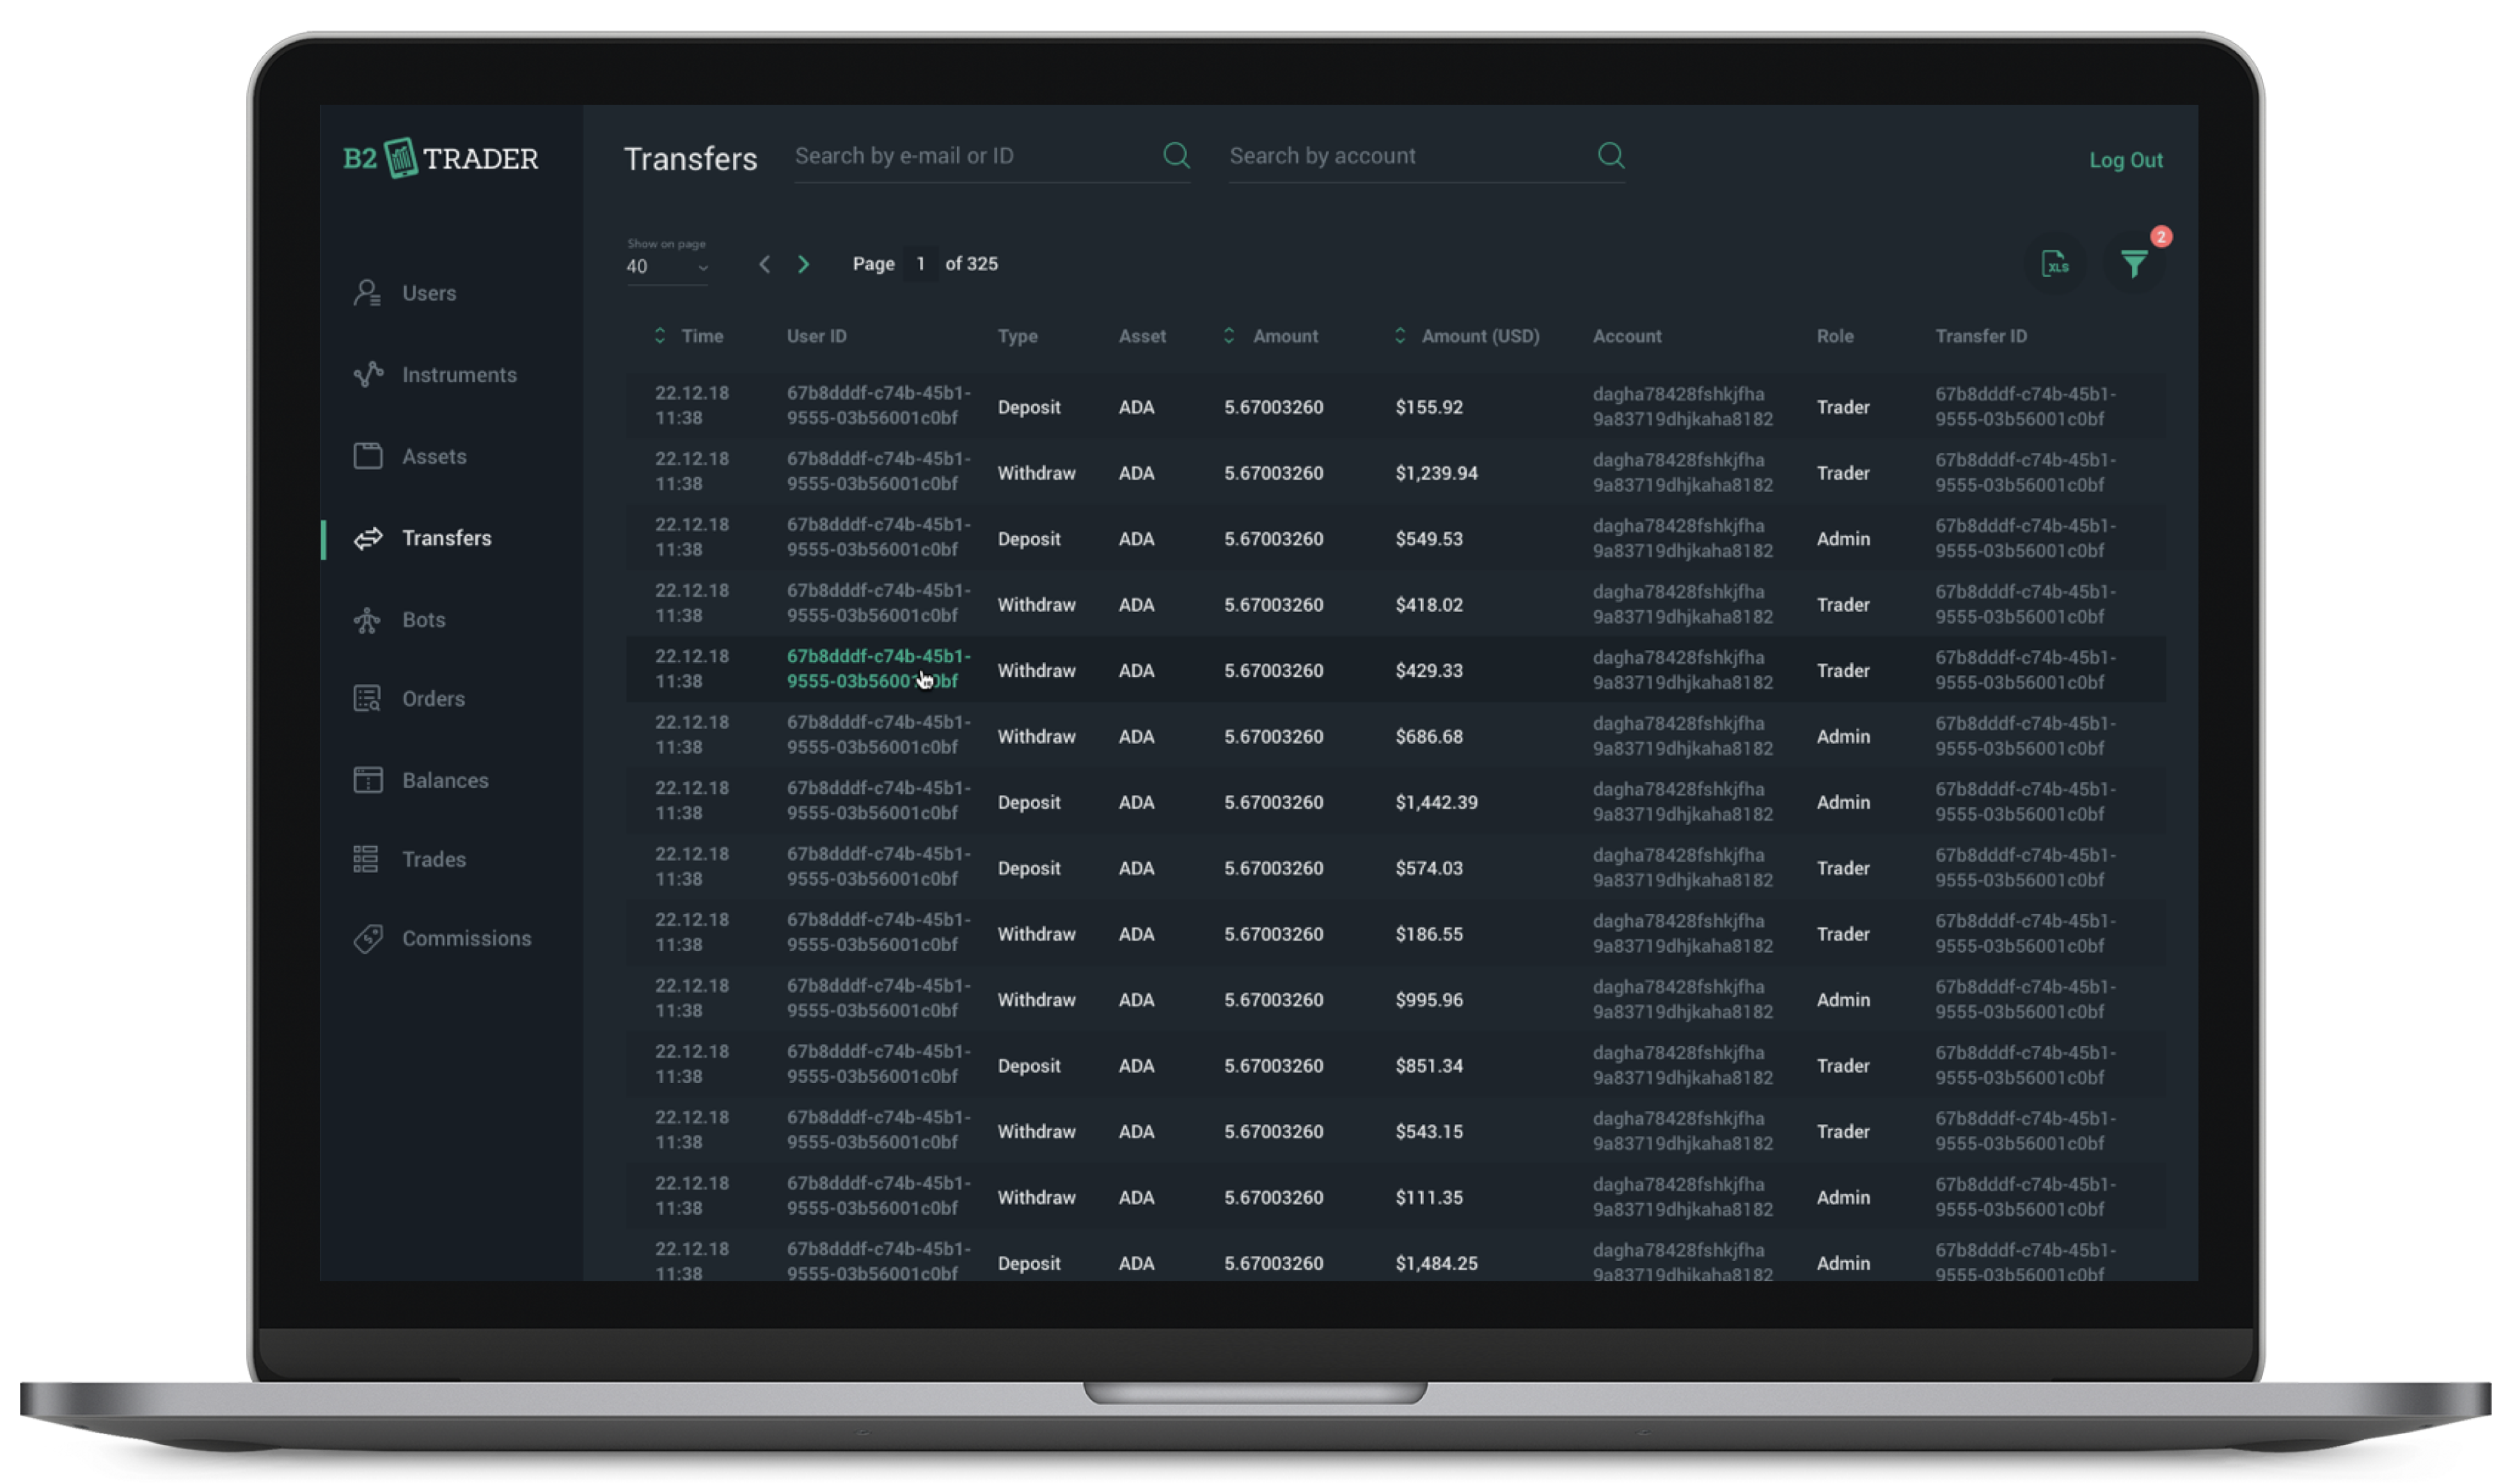 B2 TRADER
Transfers
Search by e-mail or ID
Search by account
Log Out
Users
Instruments
Assets
Transfers
Bots
Orders
Balances
Trades
Commissions
Show on page
40
Page 1 of 325
XLS
2
Time User ID Type Asset Amount Amount (USD) Account Role Transfer ID
22.12.18 67b8dddf-c74b-45b1- dagha78428fshkjfha 67b8dddf-c74b-45b1-
Deposit ADA 5.67003260 $155.92 Trader
11:38 9555-03b56001c0bf 9a83719dhjkaha8182 9555-03b56001c0bf
22.12.18 67b8dddf-c74b-45b1- dagha78428fshkjfha 67b8dddf-c74b-45b1-
Withdraw ADA 5.67003260 $1,239.94 Trader
11:38 9555-03b56001c0bf 9a83719dhjkaha8182 9555-03b56001c0bf
22.12.18 67b8dddf-c74b-45b1- dagha78428fshkjfha 67b8dddf-c74b-45b1-
Deposit ADA 5.67003260 $549.53 Admin
11:38 9555-03b56001c0bf 9a83719dhjkaha8182 9555-03b56001c0bf
22.12.18 67b8dddf-c74b-45b1- dagha78428fshkjfha 67b8dddf-c74b-45b1-
Withdraw ADA 5.67003260 $418.02 Trader
11:38 9555-03b56001c0bf 9a83719dhjkaha8182 9555-03b56001c0bf
22.12.18 67b8dddf-c74b-45b1- dagha78428fshkjfha 67b8dddf-c74b-45b1-
Withdraw ADA 5.67003260 $429.33 Trader
11:38 9a83719dhjkaha8182 9555-03b56001c0bf
22.12.18 67b8dddf-c74b-45b1- dagha78428fshkjfha 67b8dddf-c74b-45b1-
Withdraw ADA 5.67003260 $686.68 Admin
11:38 9555-03b56001c0bf 9a83719dhjkaha8182 9555-03b56001c0bf
22.12.18 67b8dddf-c74b-45b1- dagha78428fshkjfha 67b8dddf-c74b-45b1-
Deposit ADA 5.67003260 $1,442.39 Admin
11:38 9555-03b56001c0bf 9a83719dhjkaha8182 9555-03b56001c0bf
22.12.18 67b8dddf-c74b-45b1- dagha78428fshkjfha 67b8dddf-c74b-45b1-
Deposit ADA 5.67003260 $574.03 Trader
11:38 9555-03b56001c0bf 9a83719dhjkaha8182 9555-03b56001c0bf
22.12.18 67b8dddf-c74b-45b1- dagha78428fshkjfha 67b8dddf-c74b-45b1-
Withdraw ADA 5.67003260 $186.55 Trader
11:38 9555-03b56001c0bf 9a83719dhjkaha8182 9555-03b56001c0bf
22.12.18 67b8dddf-c74b-45b1- dagha78428fshkjfha 67b8dddf-c74b-45b1-
Withdraw ADA 5.67003260 $995.96 Admin
11:38 9555-03b56001c0bf 9a83719dhjkaha8182 9555-03b56001c0bf
22.12.18 67b8dddf-c74b-45b1- dagha78428fshkjfha 67b8dddf-c74b-45b1-
Deposit ADA 5.67003260 $851.34 Trader
11:38 9555-03b56001c0bf 9a83719dhjkaha8182 9555-03b56001c0bf
22.12.18 67b8dddf-c74b-45b1- dagha78428fshkjfha 67b8dddf-c74b-45b1-
Withdraw ADA 5.67003260 $543.15 Trader
11:38 9555-03b56001c0bf 9a83719dhjkaha8182 9555-03b56001c0bf
22.12.18 67b8dddf-c74b-45b1- dagha78428fshkjfha 67b8dddf-c74b-45b1-
Withdraw ADA 5.67003260 $111.35 Admin
11:38 9555-03b56001c0bf 9a83719dhjkaha8182 9555-03b56001c0bf
22.12.18 67b8dddf-c74b-45b1- dagha78428fshkjfha 67b8dddf-c74b-45b1-
Deposit ADA 5.67003260 $1,484.25 Admin
11:38 9555-03b56001c0bf 9a83719dhjkaha8182 9555-03b56001c0bf